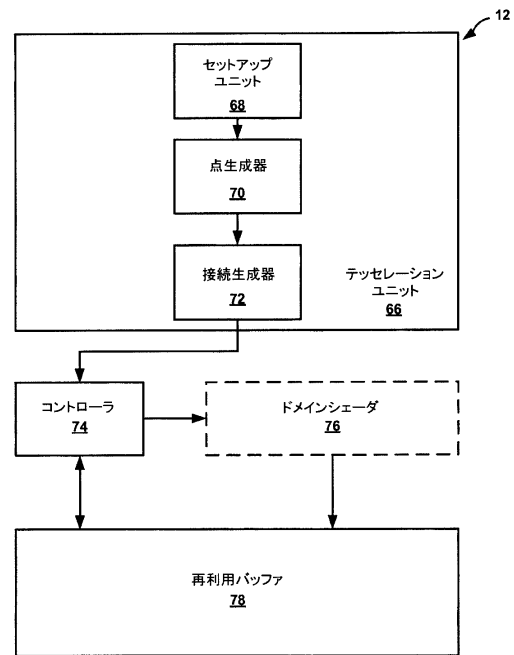 12
セットアップ
ユニット
68
点生成器
70
接続生成器
72
テッセレーション
ユニット
66
コントローラ
74
ドメインシェーダ
76
再利用バッファ
78